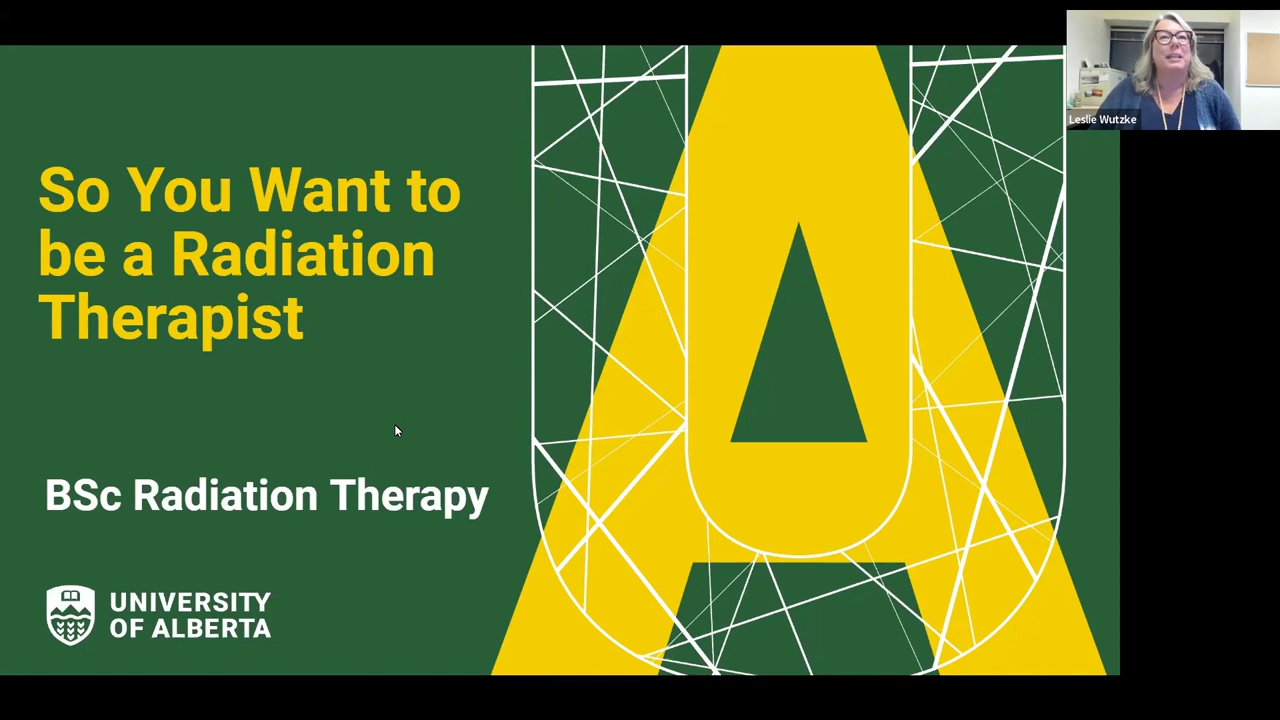 So You Want to
be a Radiation
Therapist
BSc Radiation Therapy
UNIVERSITY
OF ALBERTA
Leslie Wutzke